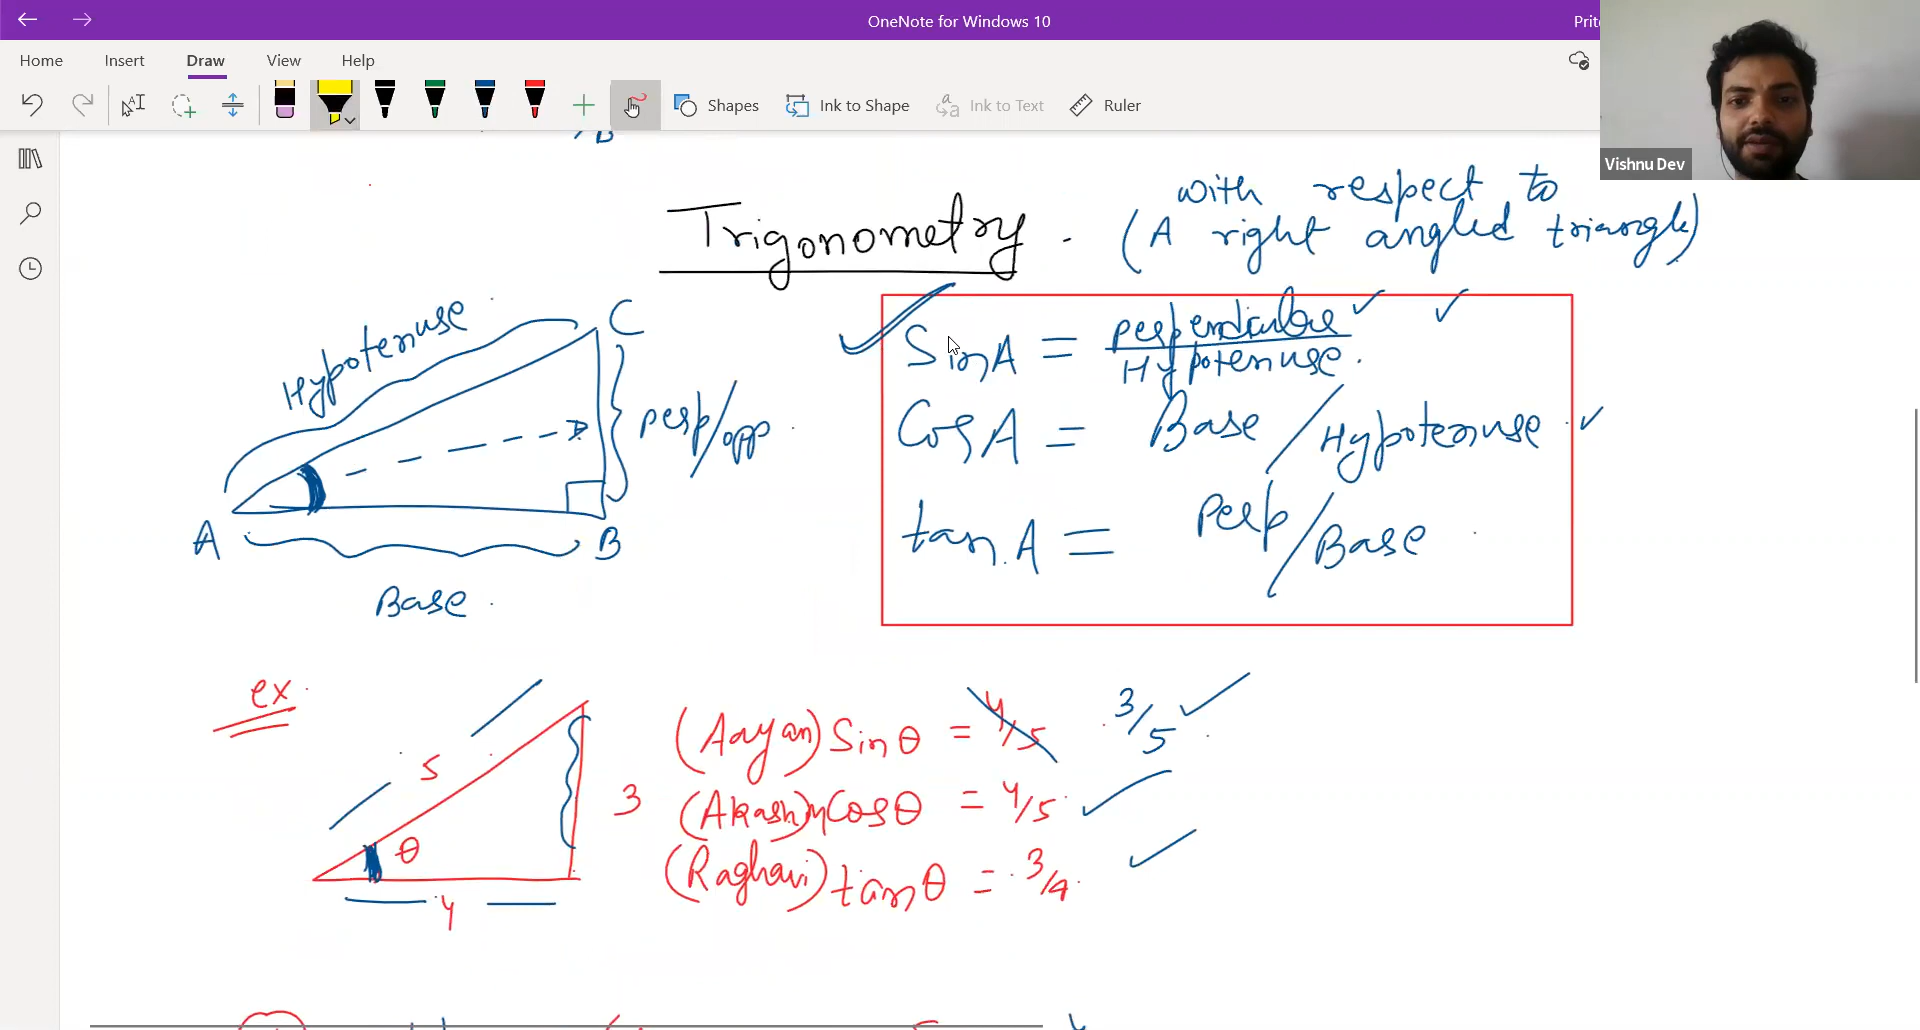 OneNote for Windows 10
Home Insert Draw View Help
Shapes Ink to Shape Ink to Text Ruler
Vishnu Dev
with respect to
Trigonometry - (A right angled triangle)
Hypotenuse
C
perp/opp
A B
Base
Sin A = perpendicular / Hypotenuse
Cos A = Base / Hypotenuse
tan A = perp / Base
ex
5
3
θ
4
(Aayan) Sin θ = 4/5 3/5
(Akash) Cos θ = 4/5
(Raghavi) tan θ = 3/4